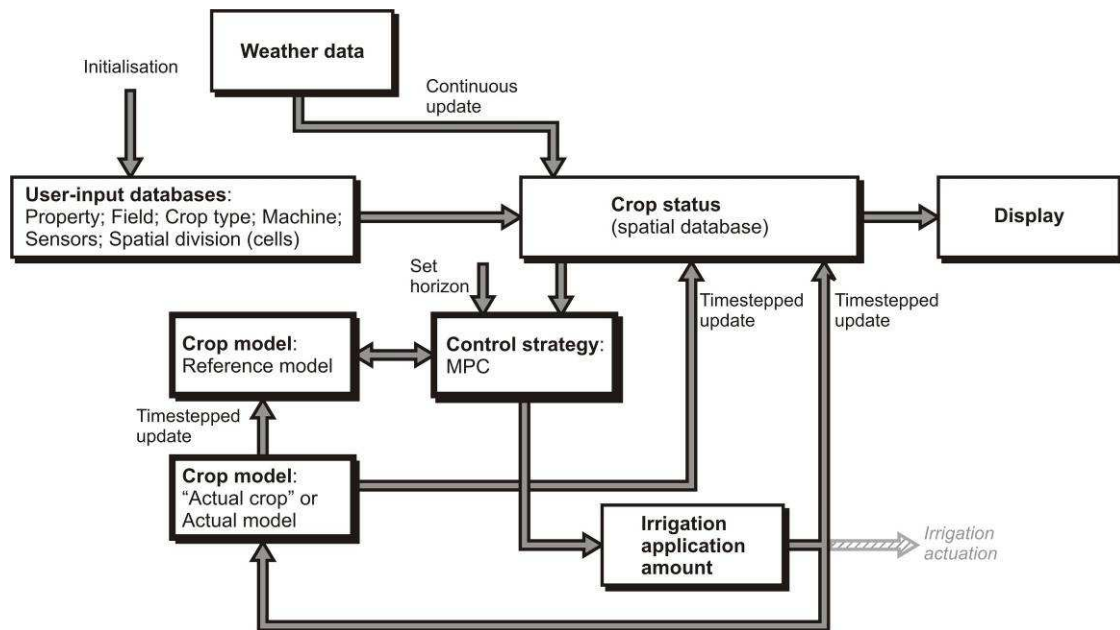 Weather data
Initialisation
Continuous
update
User-input databases:
Property; Field; Crop type; Machine;
Sensors; Spatial division (cells)
Crop status
(spatial database)
Display
Set
horizon
Timestepped
update
Timestepped
update
Crop model:
Reference model
Control strategy:
MPC
Timestepped
update
Crop model:
“Actual crop” or
Actual model
Irrigation
application
amount
Irrigation
actuation